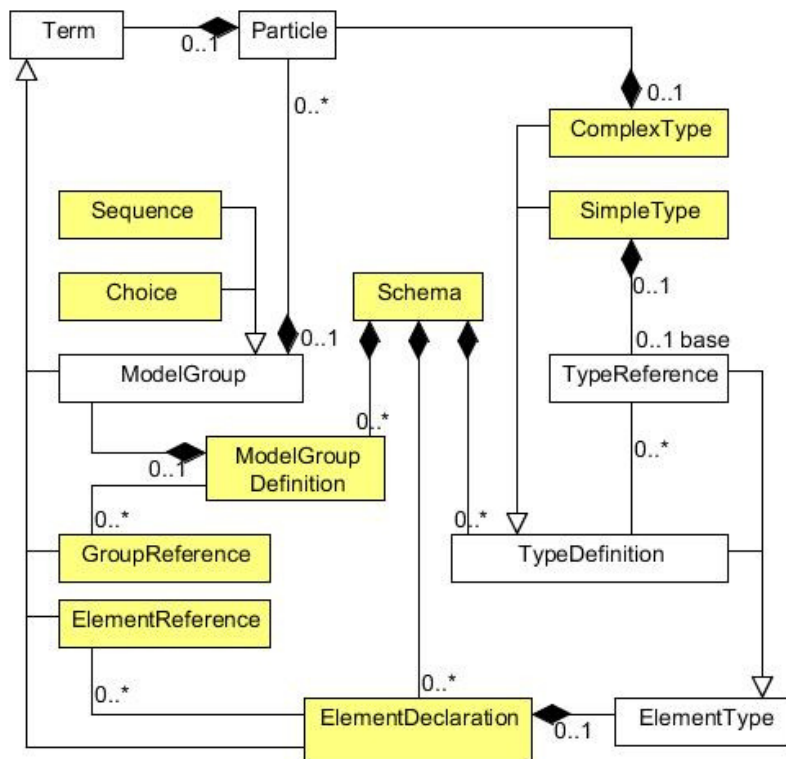 Term
Particle
0..1
0..*
0..1
ComplexType
Sequence
SimpleType
Choice
Schema
0..1
0..1
0..1 base
ModelGroup
TypeReference
0..*
0..*
0..1
ModelGroup
Definition
0..*
0..*
GroupReference
TypeDefinition
ElementReference
0..*
0..*
ElementDeclaration
ElementType
0..1